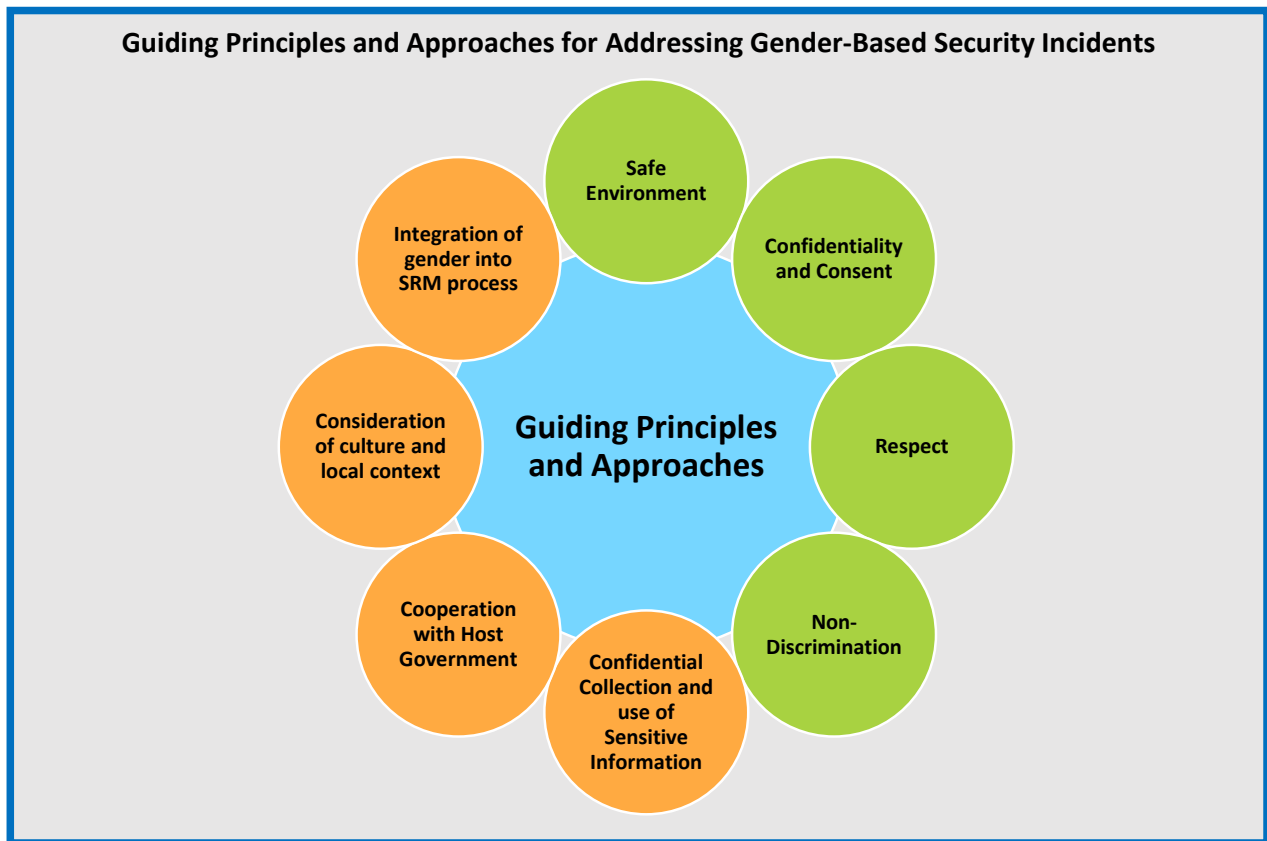 Guiding Principles and Approaches for Addressing Gender-Based Security Incidents
Safe
Environment
Confidentiality
and Consent
Respect
Non-
Discrimination
Confidential
Collection and
use of
Sensitive
Information
Cooperation
with Host
Government
Consideration
of culture and
local context
Integration of
gender into
SRM process
Guiding Principles
and Approaches